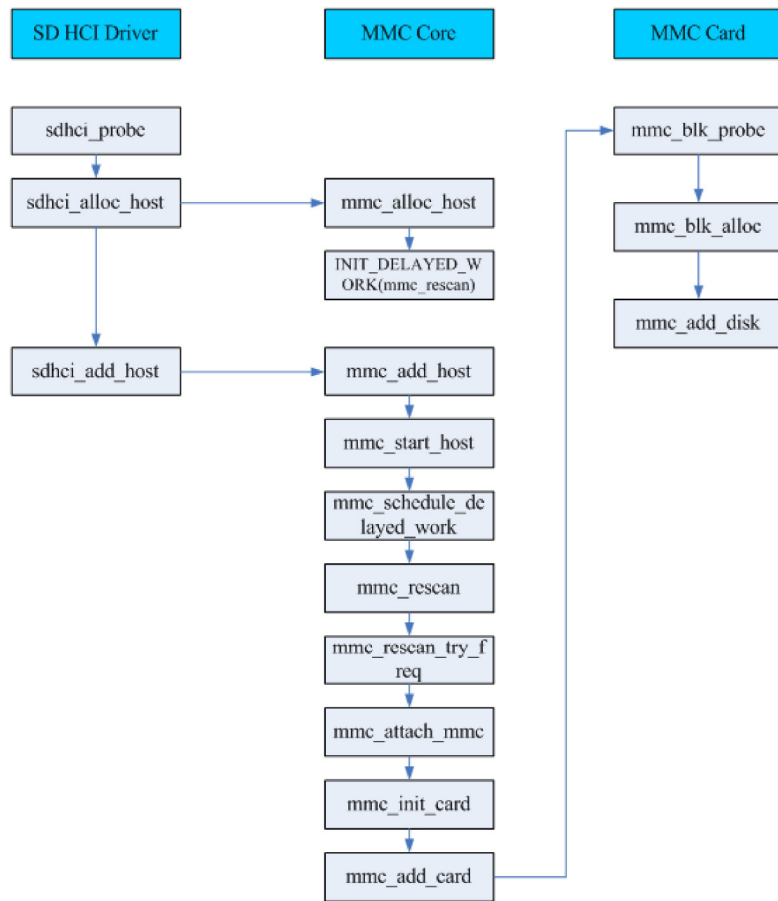 SD HCI Driver
MMC Core
MMC Card
sdhci_probe
sdhci_alloc_host
sdhci_add_host
mmc_alloc_host
INIT_DELAYED_W
ORK(mmc_rescan)
mmc_add_host
mmc_start_host
mmc_schedule_de
layed_work
mmc_rescan
mmc_rescan_try_f
req
mmc_attach_mmc
mmc_init_card
mmc_add_card
mmc_blk_probe
mmc_blk_alloc
mmc_add_disk